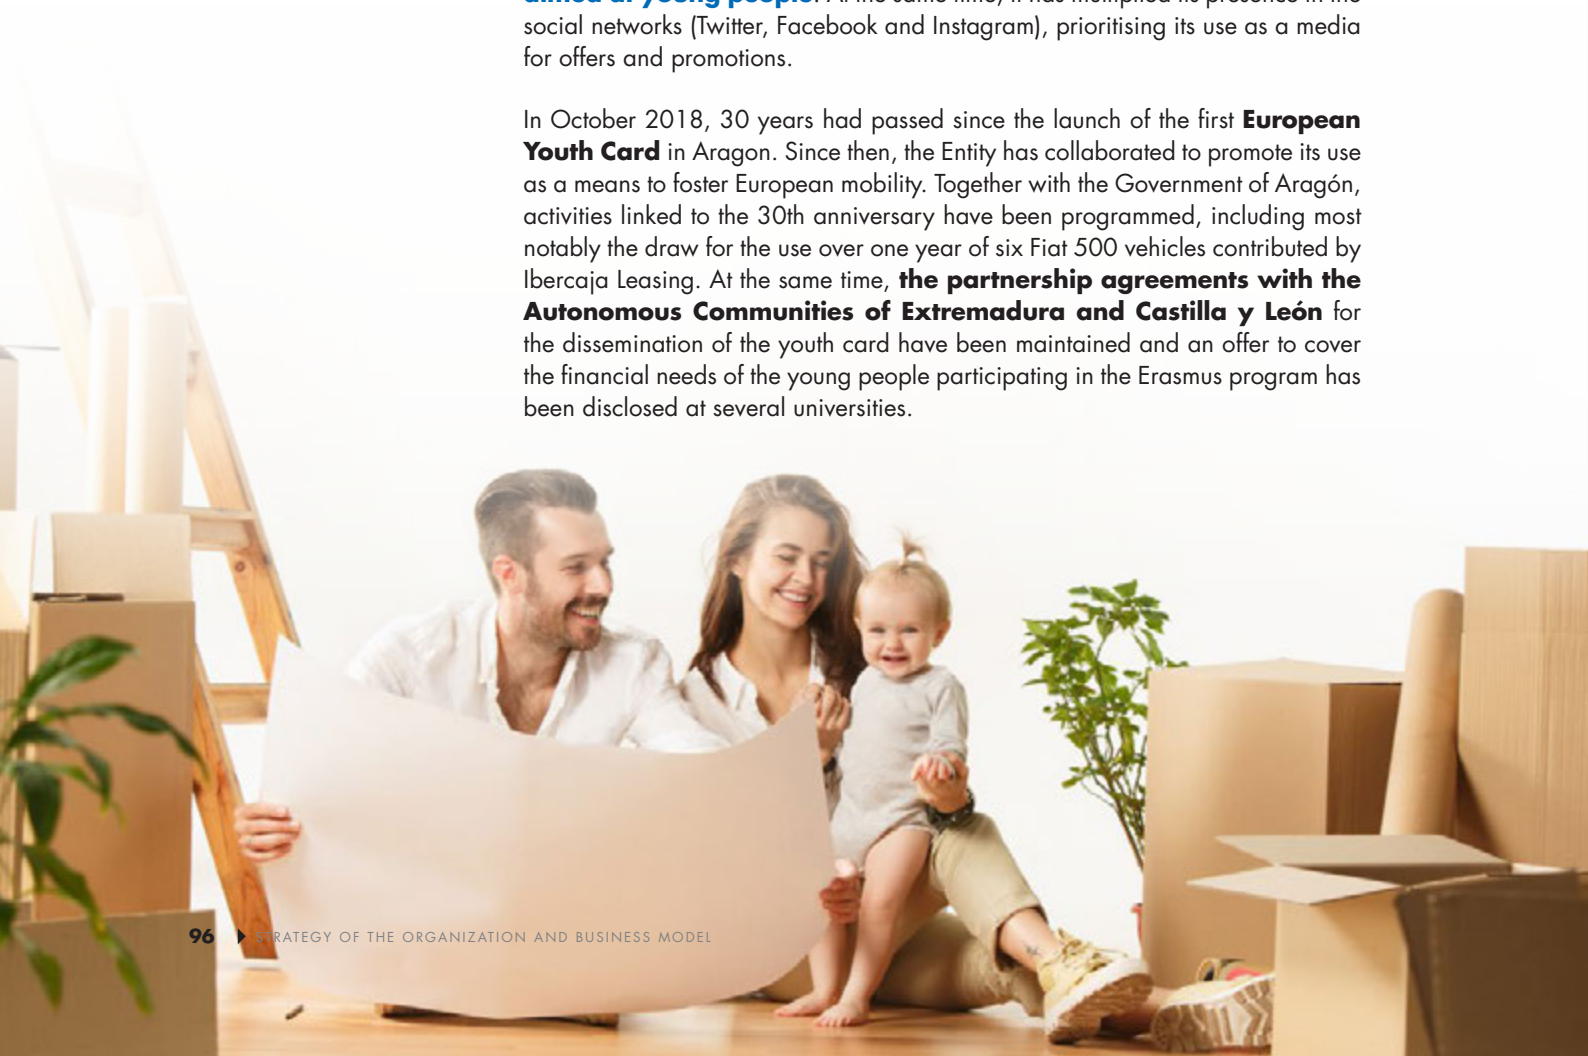 social networks (Twitter, Facebook and Instagram), prioritising its use as a media
for offers and promotions.
In October 2018, 30 years had passed since the launch of the first European
Youth Card in Aragon. Since then, the Entity has collaborated to promote its use
as a means to foster European mobility. Together with the Government of Aragón,
activities linked to the 30th anniversary have been programmed, including most
notably the draw for the use over one year of six Fiat 500 vehicles contributed by
Ibercaja Leasing. At the same time, the partnership agreements with the
Autonomous Communities of Extremadura and Castilla y León for
the dissemination of the youth card have been maintained and an offer to cover
the financial needs of the young people participating in the Erasmus program has
been disclosed at several universities.
96 STRATEGY OF THE ORGANIZATION AND BUSINESS MODEL